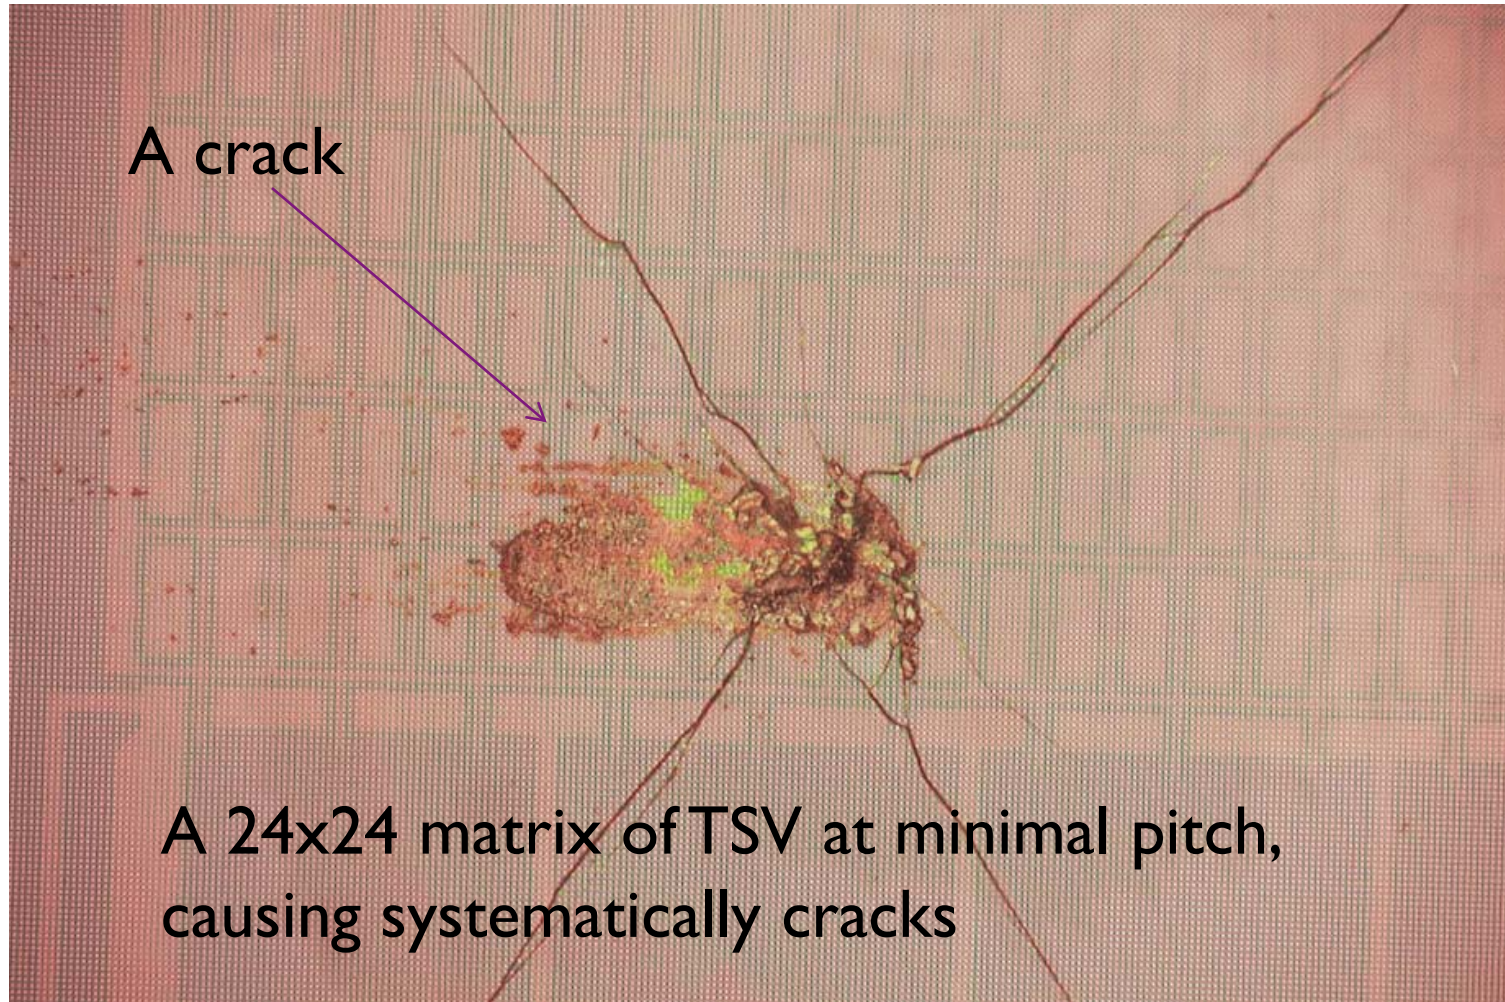 A crack
A 24x24 matrix of TSV at minimal pitch,
causing systematically cracks